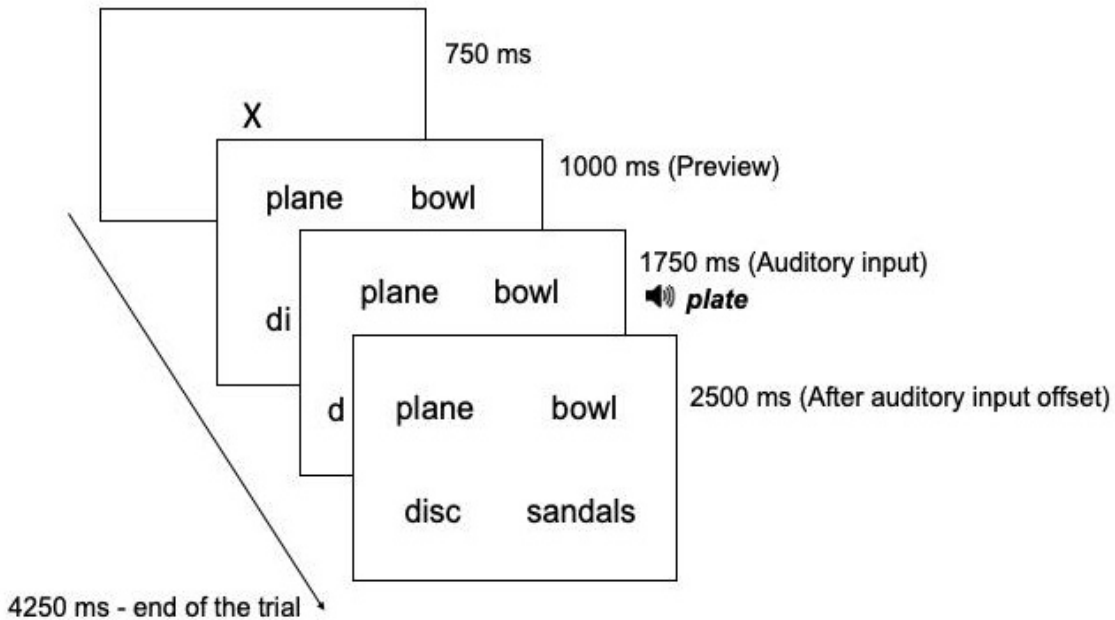 750 ms
X
1000 ms (Preview)
plane bowl
di
1750 ms (Auditory input)
plate
plane bowl
d
2500 ms (After auditory input offset)
plane bowl
disc sandals
4250 ms - end of the trial